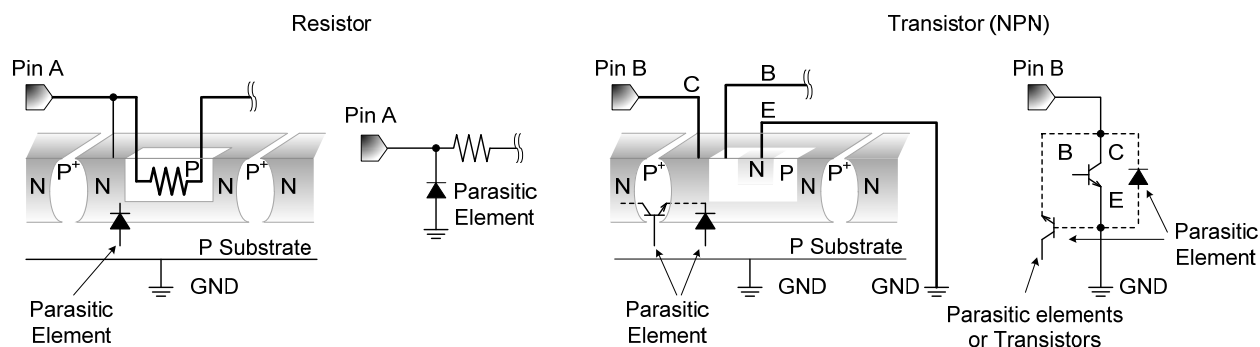 Resistor
Transistor (NPN)
Pin A
N
P+
N
P
P+
N
Parasitic
Element
P Substrate
GND
Pin A
Parasitic
Element
Pin B
C
B
E
N
P+
N
P
P+
N
N
P Substrate
GND
GND
Parasitic
Element
Pin B
B
C
E
Parasitic
Element
GND
Parasitic elements
or Transistors